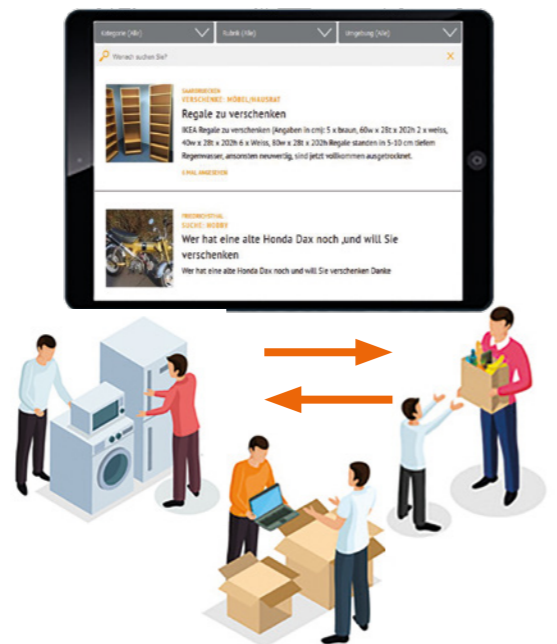 Kategorie (Alle)
Rubrik (Alle)
Umgebung (Alle)
Wonach suchen Sie?
SAARBRÜCKEN
VERSCHENKE: MÖBEL/HAUSRAT
Regale zu verschenken
IKEA Regale zu verschenken (Angaben in cm): 5 x braun, 60w x 28t x 202h 2 x weiss,
40w x 28t x 202h 6 x Weiss, 80w x 28t x 202h Regale standen in 5-10 cm tiefem
Regenwasser, ansonsten neuwertig, sind jetzt vollkommen ausgetrocknet.
E-MAIL ANGESEHEN
FRIEDRICHSTHAL
SUCHE: HOBBY
Wer hat eine alte Honda Dax noch ,und will Sie
verschenken
Wer hat eine alte Honda Dax noch und will Sie verschenken Danke